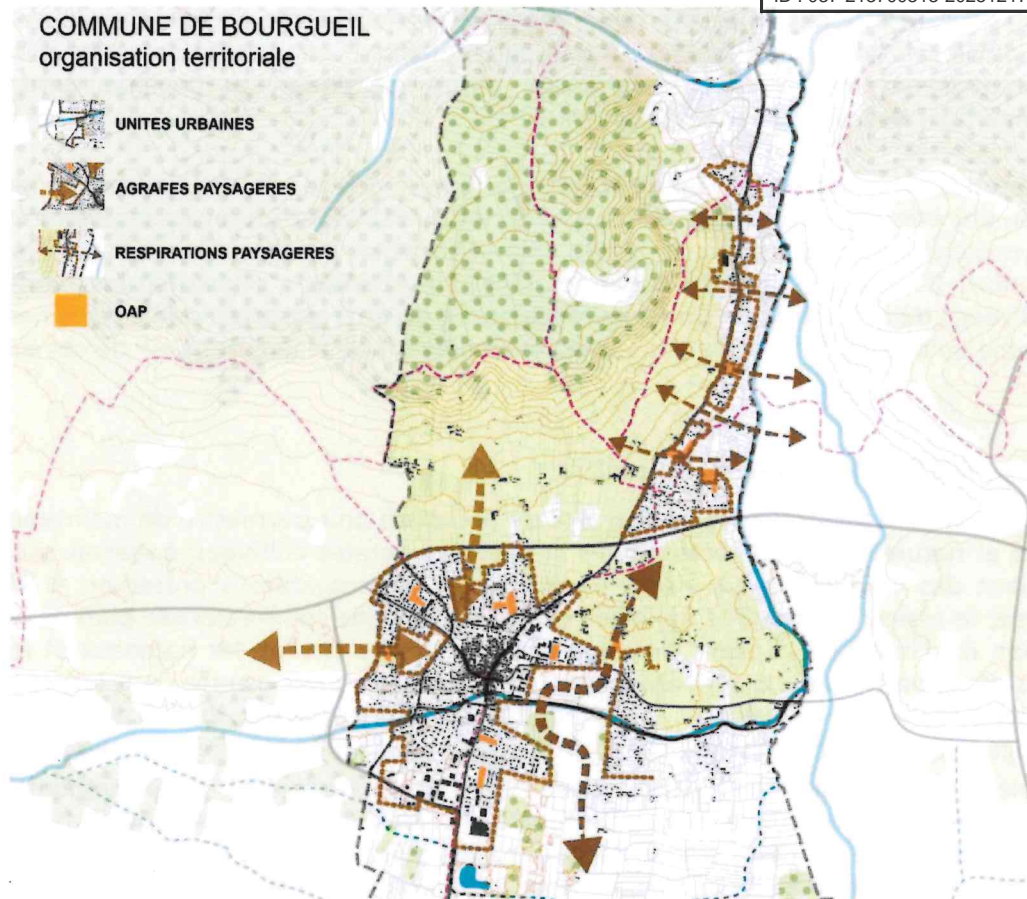 COMMUNE DE BOURGUEIL
organisation territoriale
UNITES URBAINES
AGRAFES PAYSAGERES
RESPIRATIONS PAYSAGERES
OAP